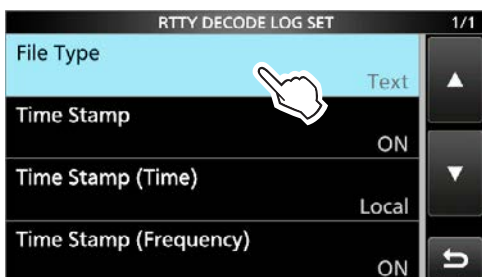 RTTY DECODE LOG SET 1/1
File Type
Text
Time Stamp
ON
Time Stamp (Time)
Local
Time Stamp (Frequency)
ON